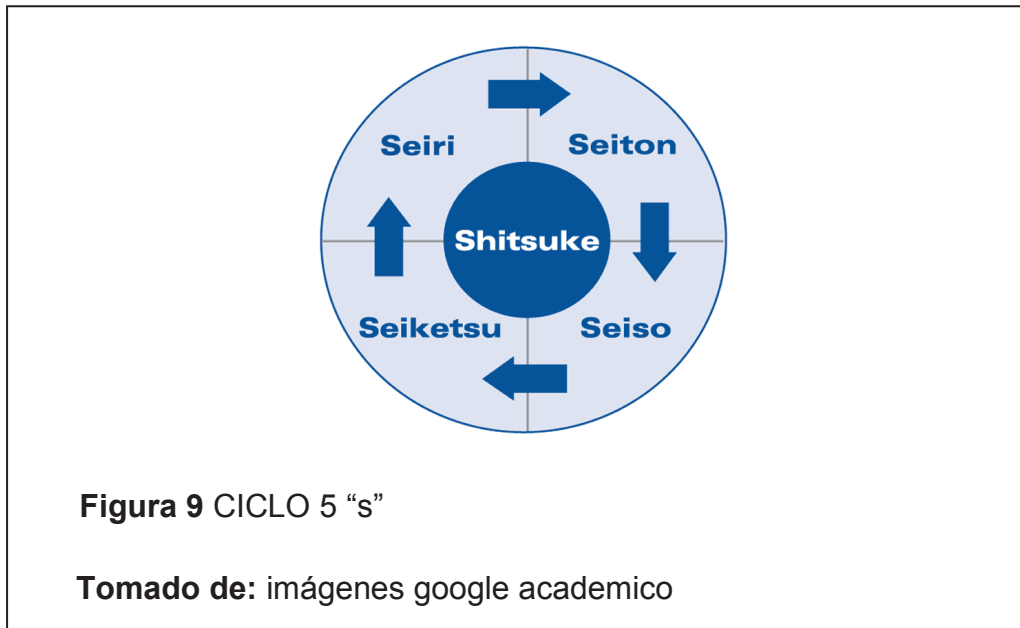 Seiri
Seiton
Shitsuke
Seiketsu
Seiso
Figura 9 CICLO 5 “s”
Tomado de: imágenes google academico